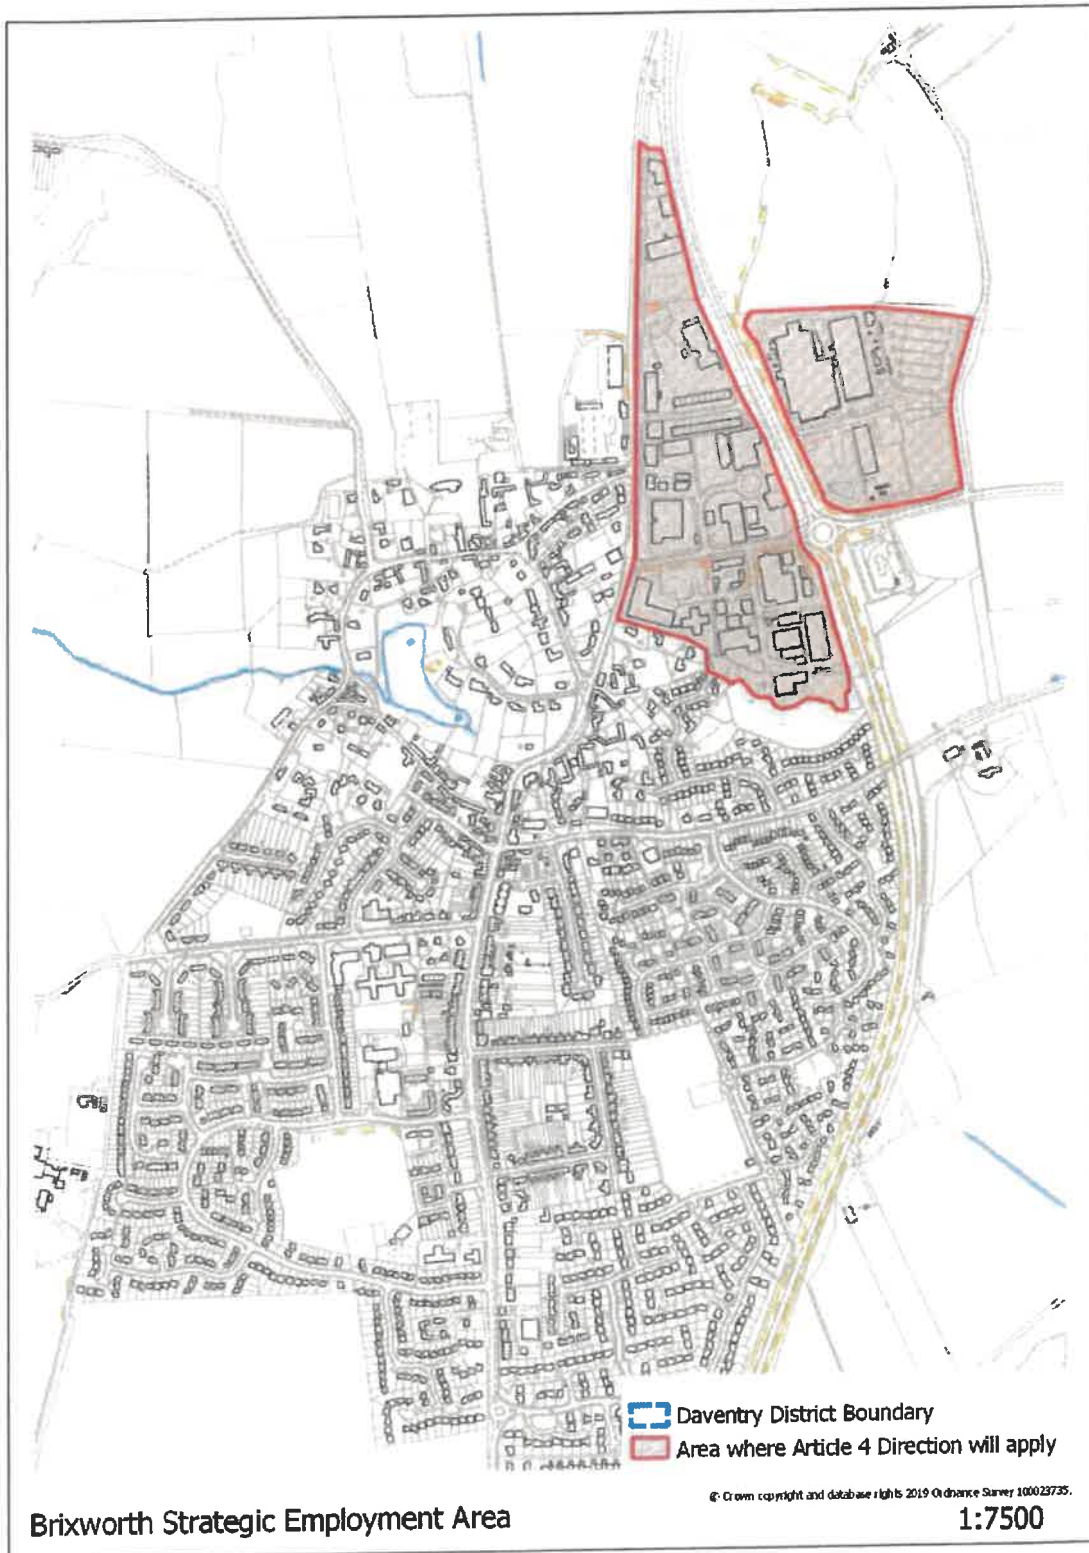 Daventry District Boundary
Area where Article 4 Direction will apply
© Crown copyright and database rights 2019 Ordnance Survey 100023735.
Brixworth Strategic Employment Area
1:7500